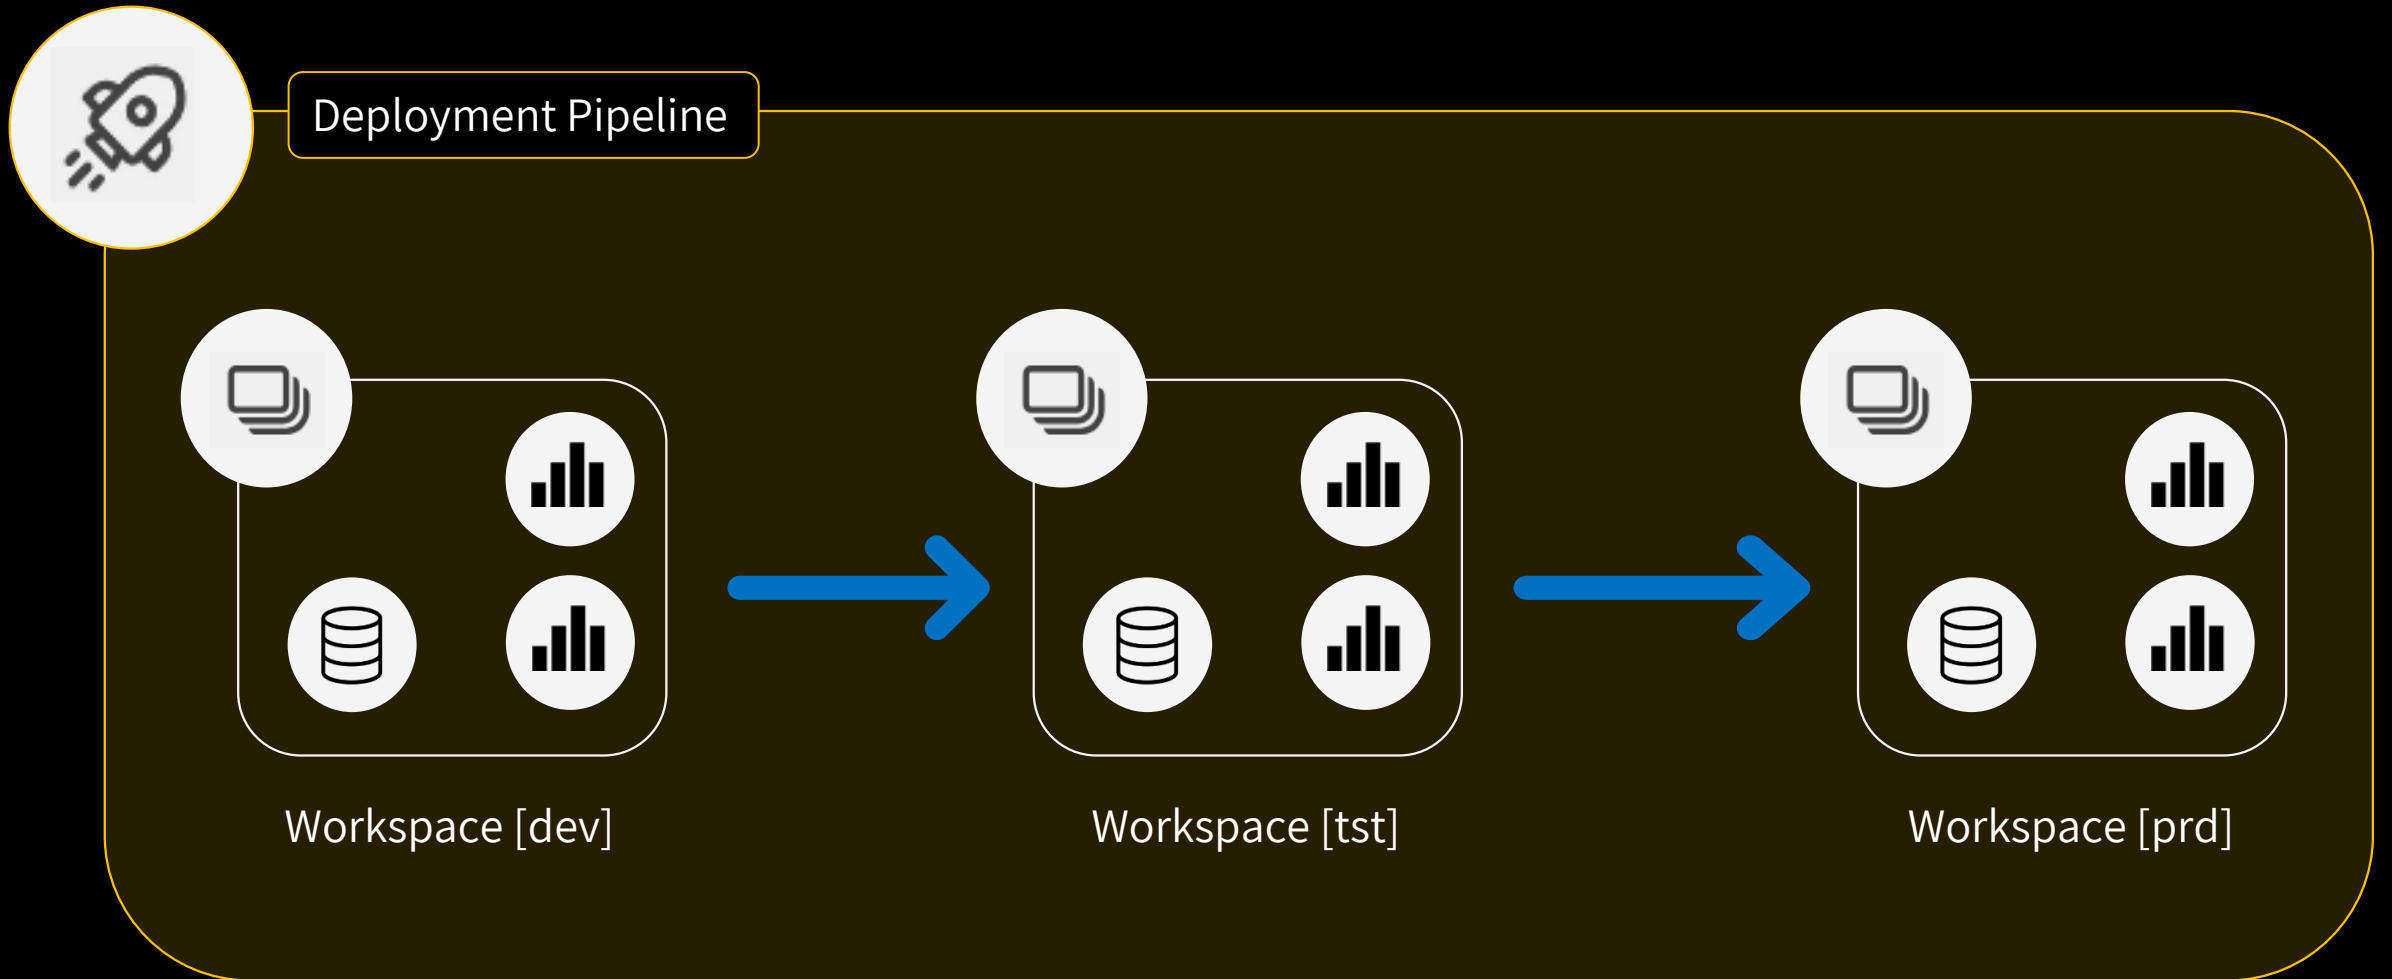 Deployment Pipeline
Workspace [dev]
Workspace [tst]
Workspace [prd]